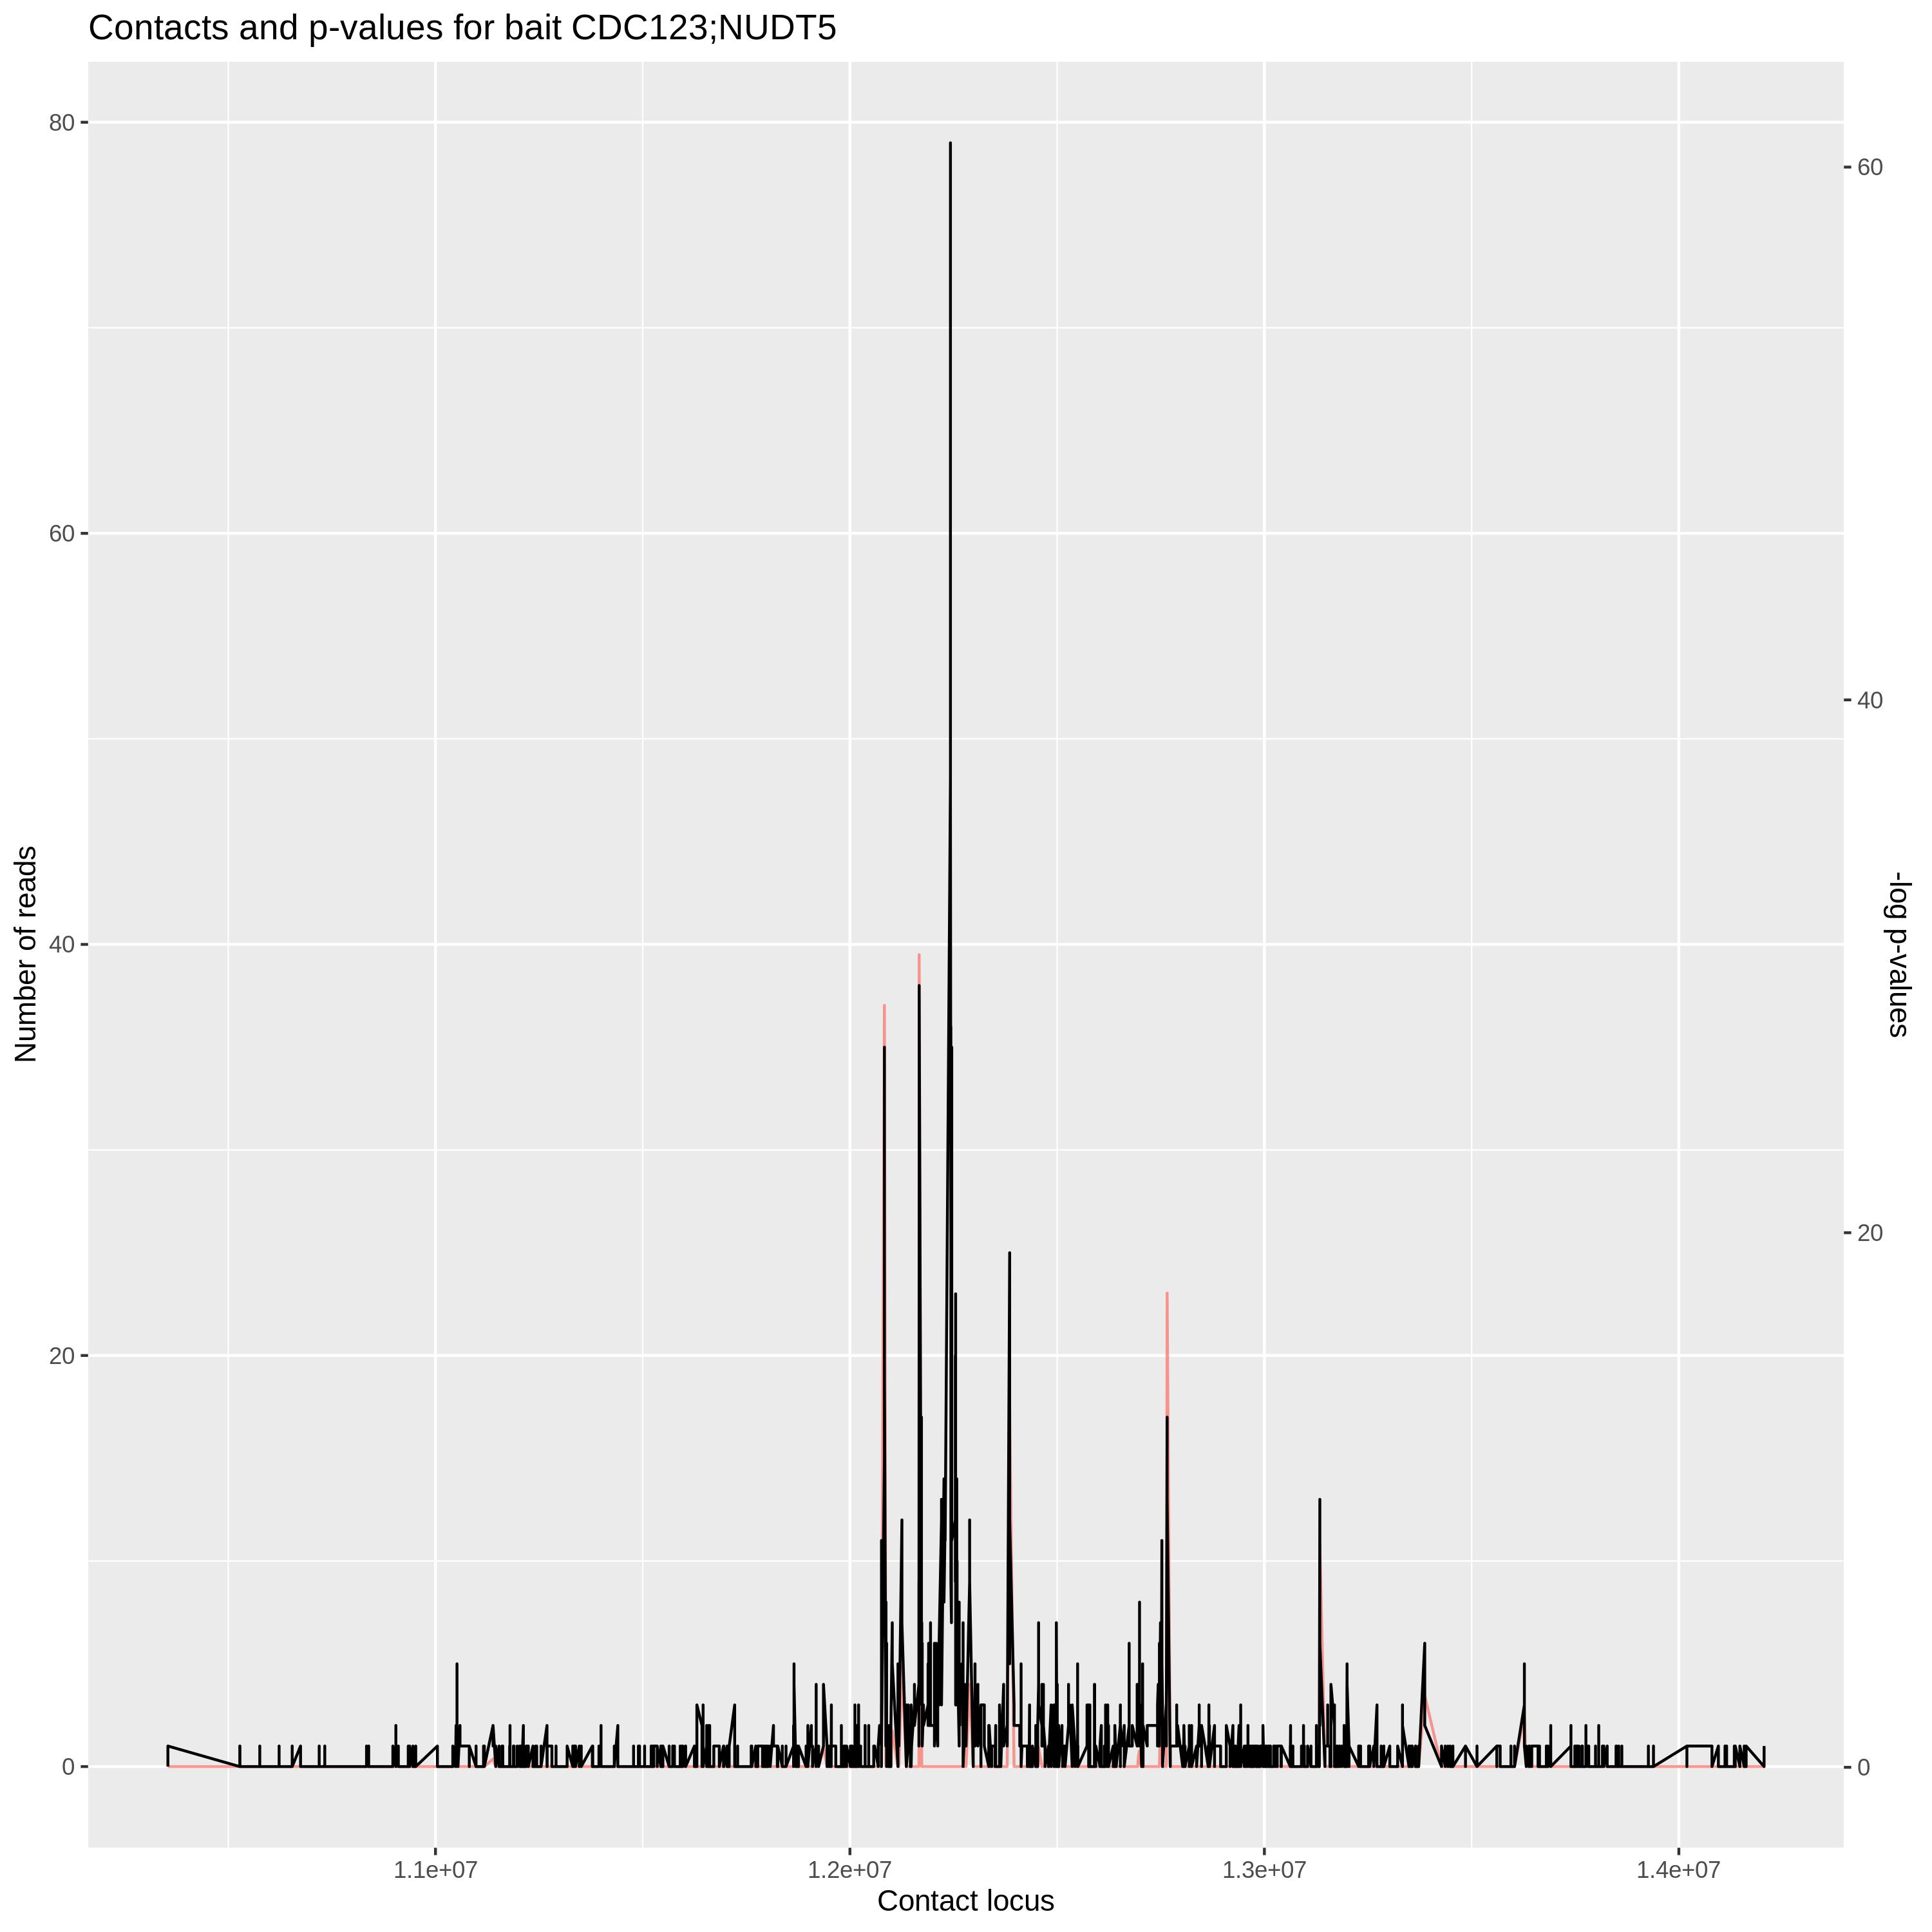 Contacts and p-values for bait CDC123;NUDT5
80
60
40
20
0
Number of reads
60
40
20
0
-log p-values
1.1e+07 1.2e+07 1.3e+07 1.4e+07
Contact locus